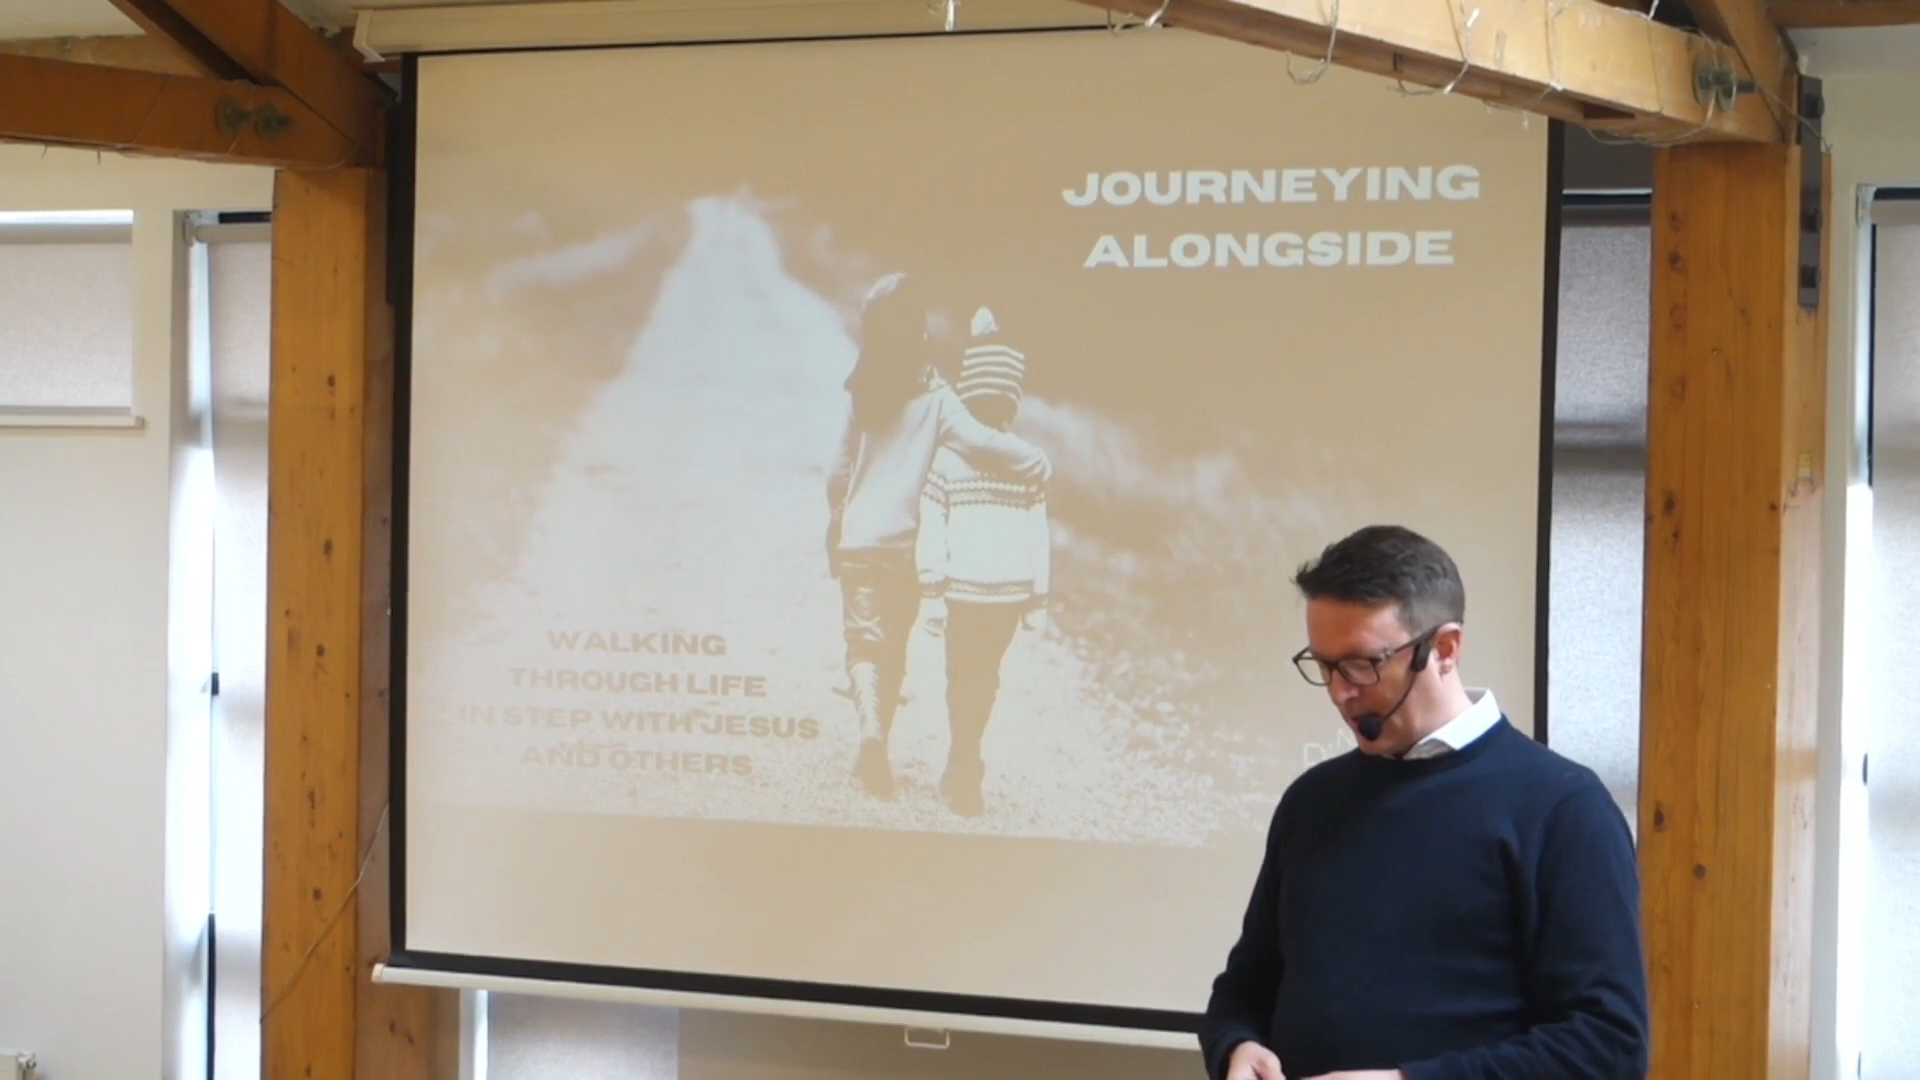 JOURNEYING
ALONGSIDE
WALKING
THROUGH LIFE
IN STEP WITH JESUS
AND OTHERS